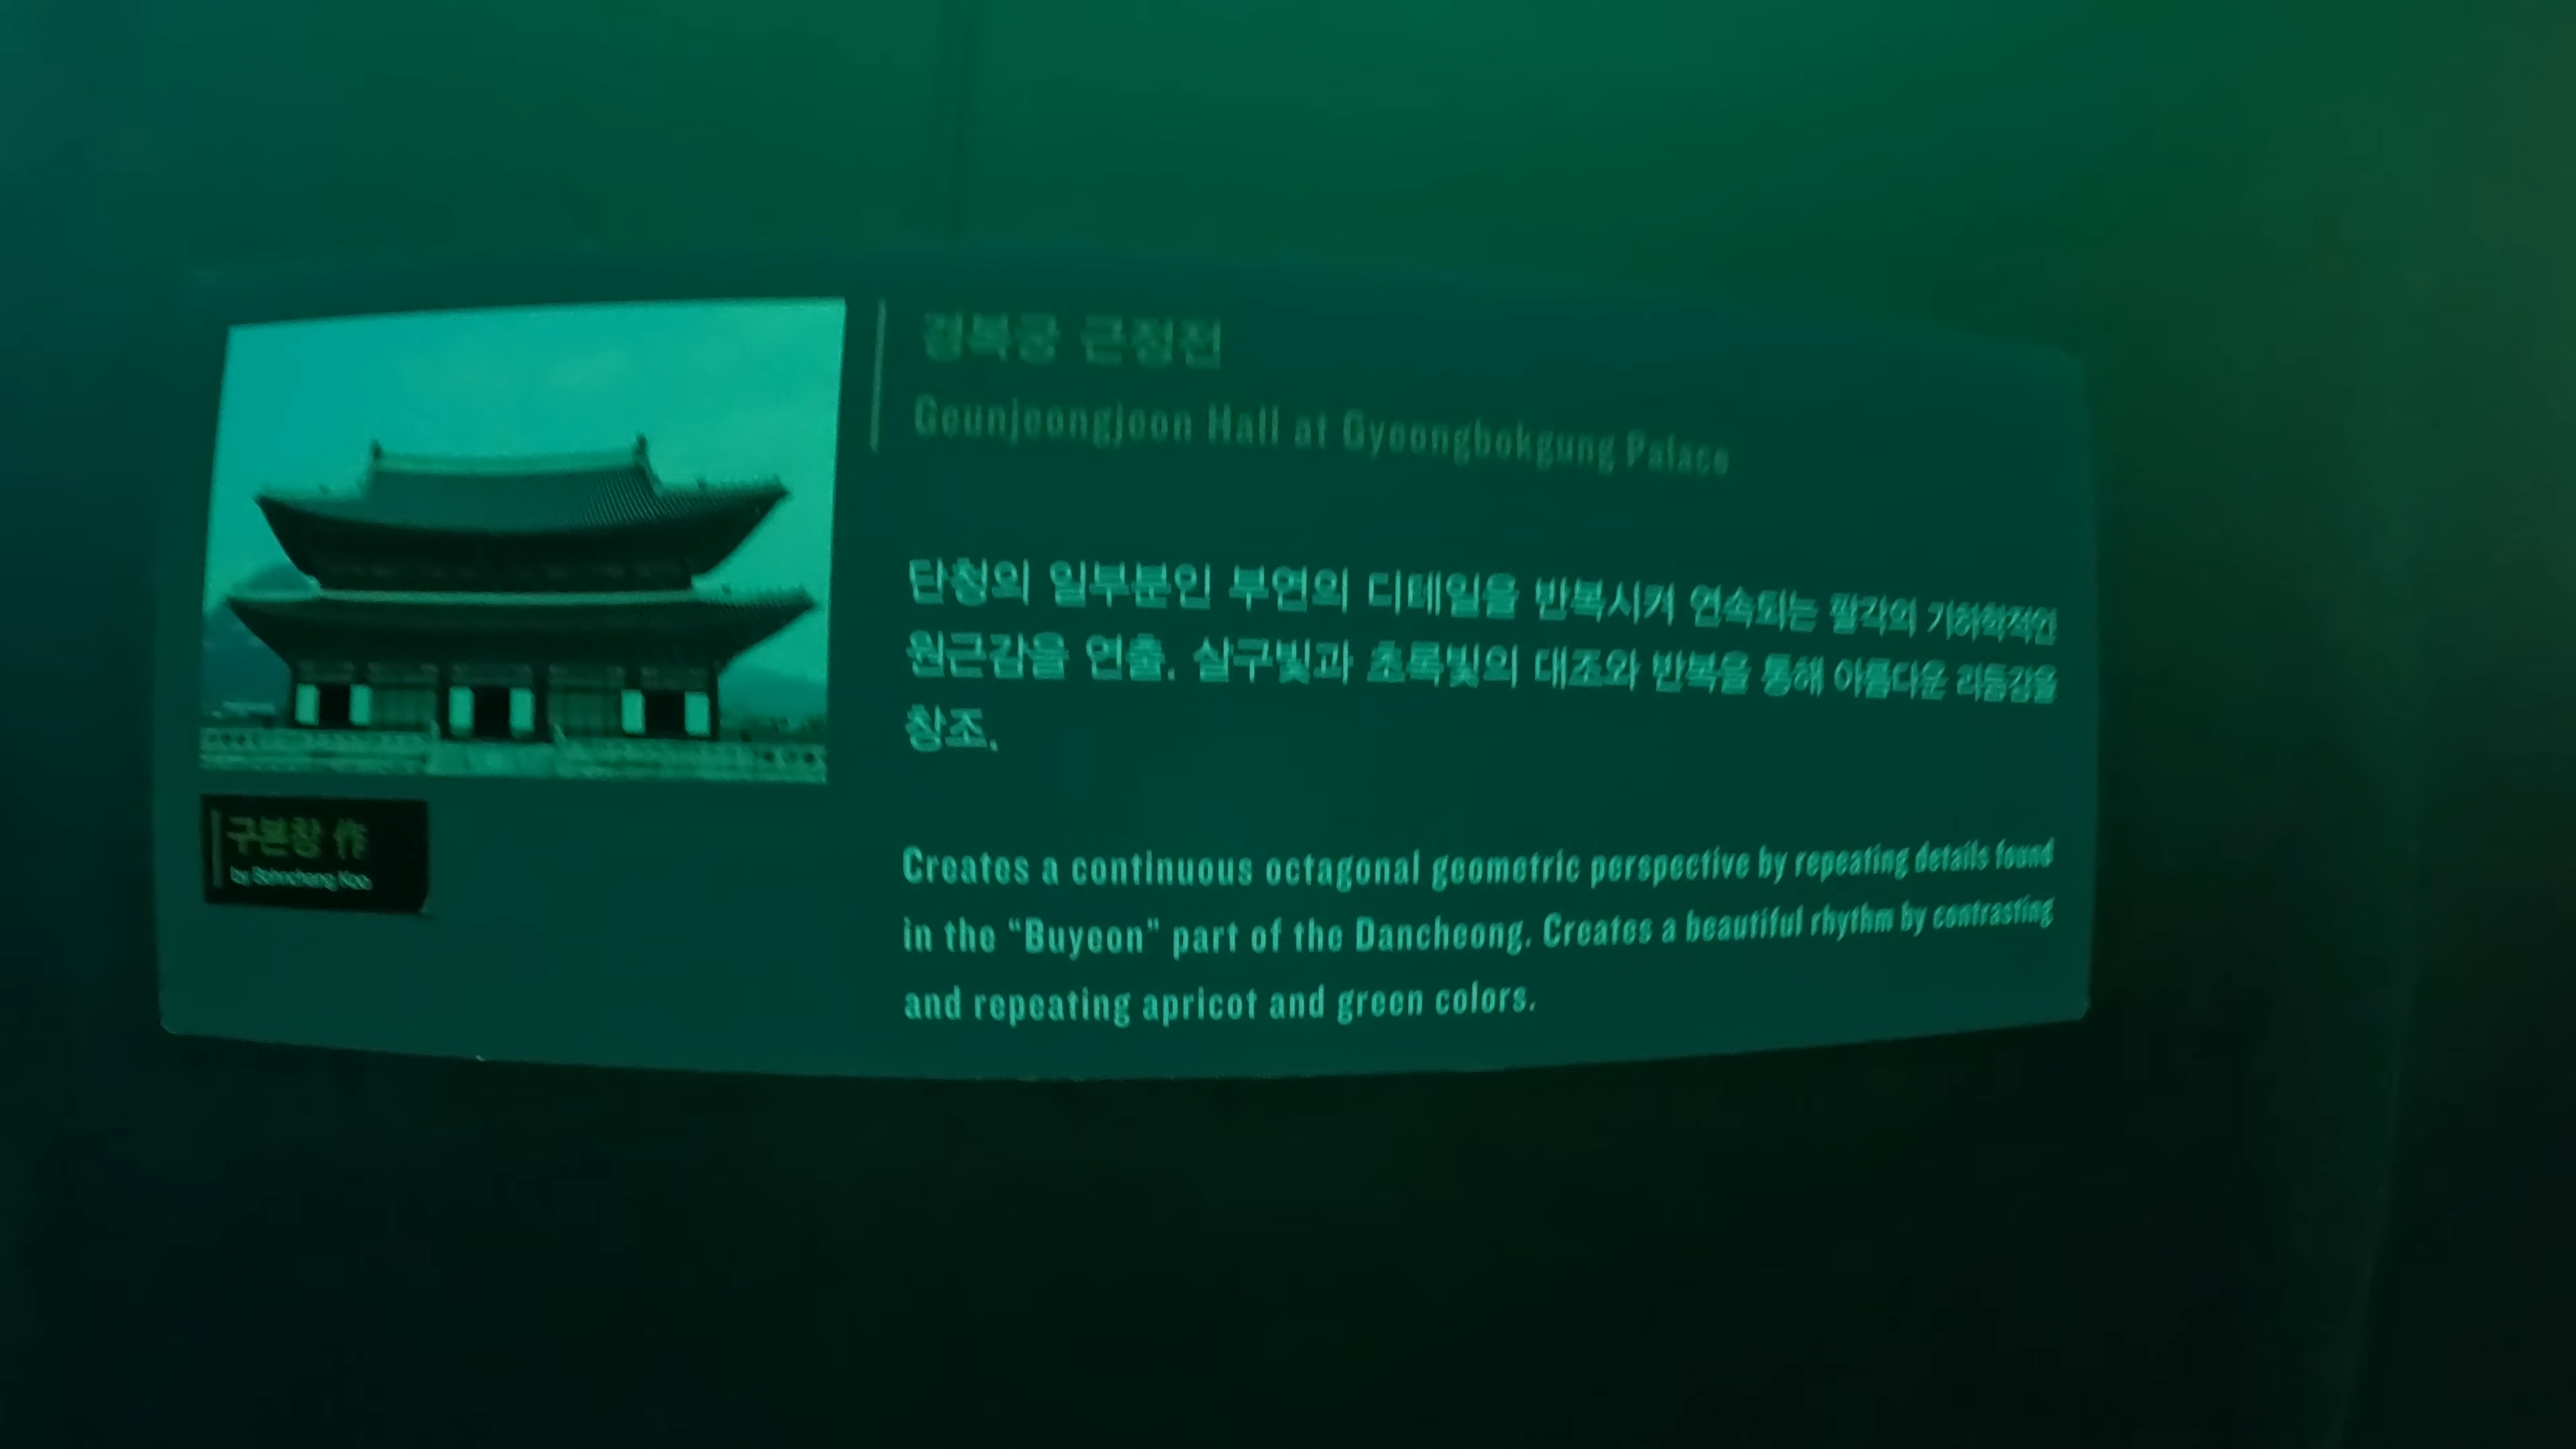 경복궁 근정전
Geunjeongjeon Hall at Gyeongbokgung Palace
단청의 일부분인 부연의 디테일을 반복시켜 연속되는 팔각의 기하학적인
원근감을 연출. 살구빛과 초록빛의 대조와 반복을 통해 아름다운 리듬감을
창조.
Creates a continuous octagonal geometric perspective by repeating details found
in the “Buyeon” part of the Dancheong. Creates a beautiful rhythm by contrasting
and repeating apricot and green colors.
구본창 作
by Bohnchang Koo